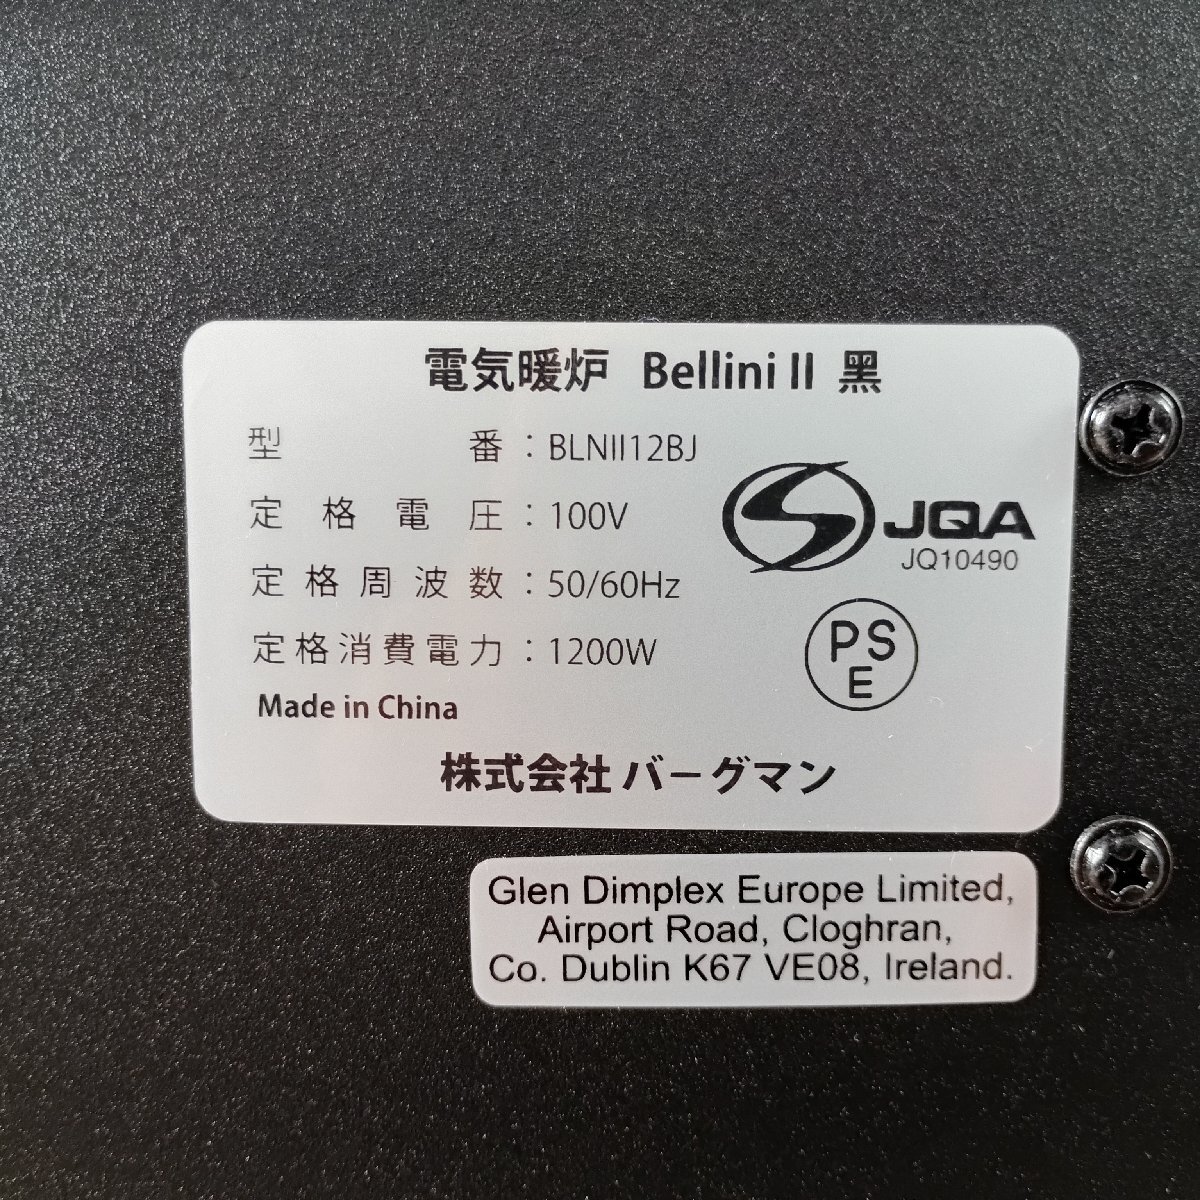 電気暖炉 Bellini II 黒
型番：BLNII12BJ
定格電圧：100V
定格周波数：50/60Hz
定格消費電力：1200W
Made in China
S JQA
JQ10490
PS
E
株式会社 バーグマン
Glen Dimplex Europe Limited,
Airport Road, Cloghran,
Co. Dublin K67 VE08, Ireland.